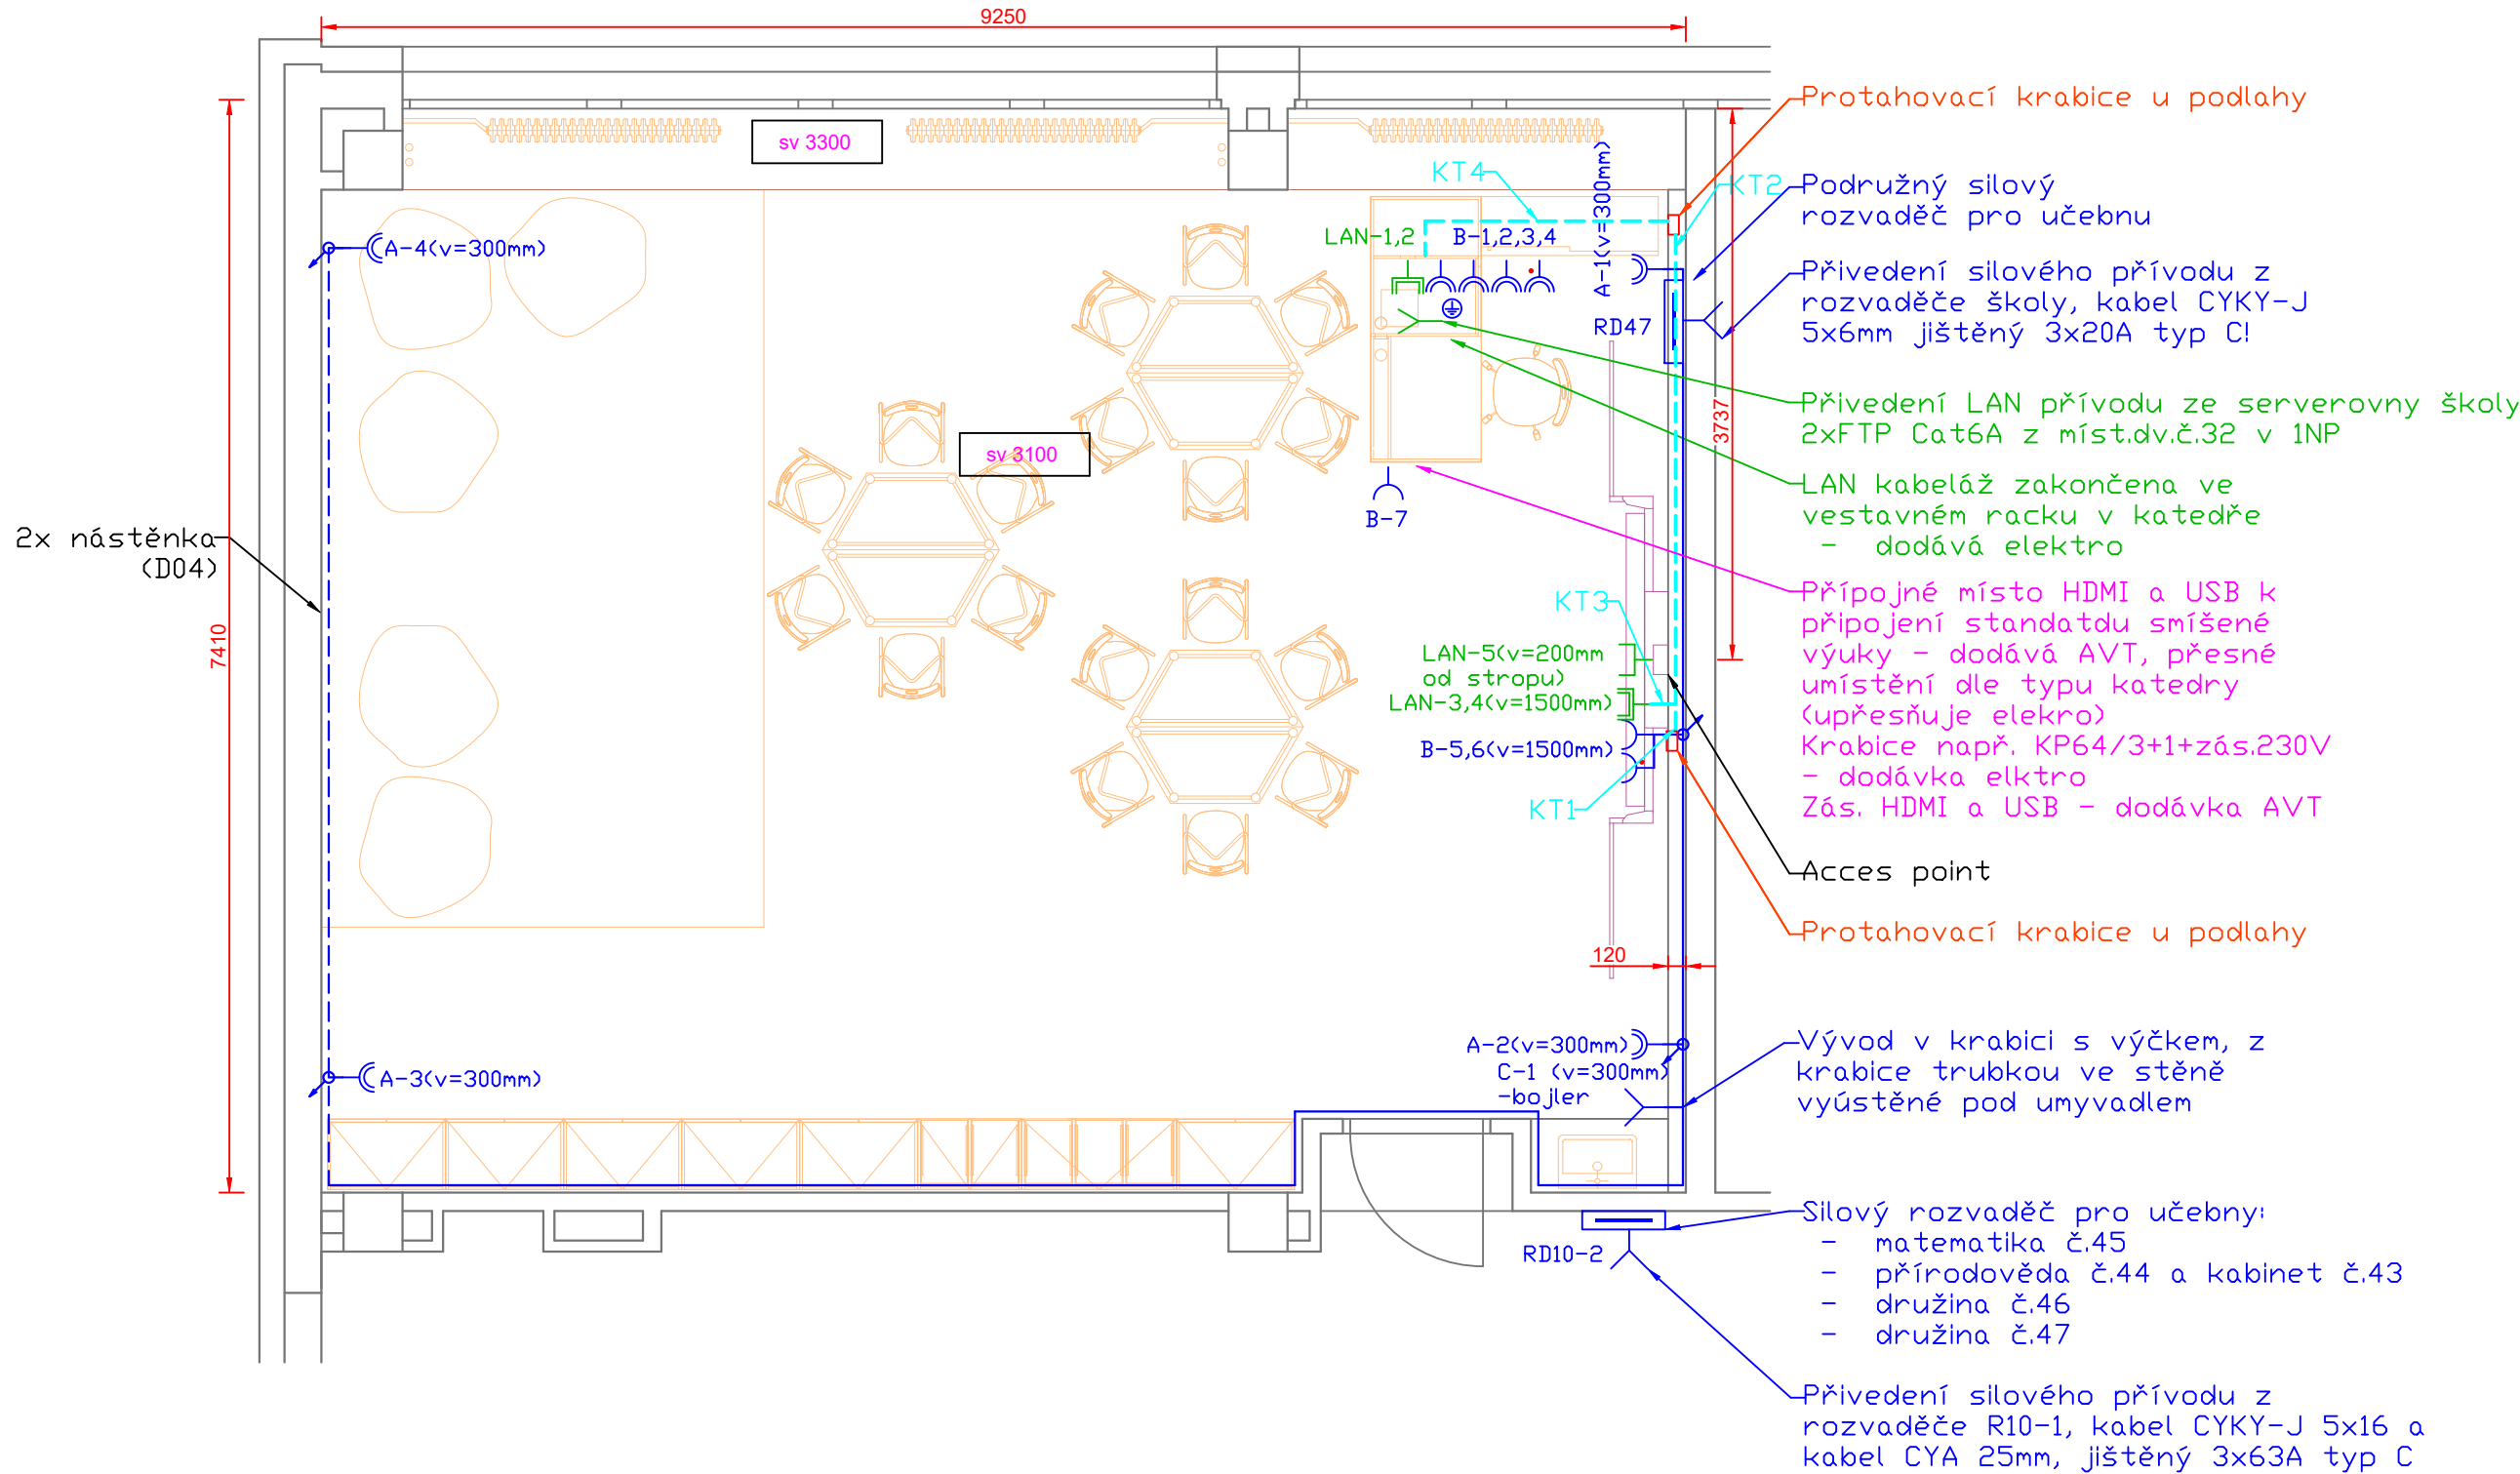 9250
sv 3300
KT4
KT2
A-1(v=300mm)
LAN-1,2
B-1,2,3,4
A-4(v=300mm)
RD47
3737
sv 3100
B-7
2x nástěnka
(D04)
7410
KT3
LAN-5(v=200mm
od stropu)
LAN-3,4(v=1500mm)
B-5,6(v=1500mm)
KT1
120
A-2(v=300mm)
C-1 (v=300mm)
-bojler
A-3(v=300mm)
RD10-2
Protahovací krabice u podlahy
Podružný silový
rozvaděč pro učebnu
Přivedení silového přívodu z
rozvaděče školy, kabel CYKY-J
5x6mm jištěný 3x20A typ C!
Přivedení LAN přívodu ze serverovny školy
2xFTP Cat6A z míst.dv.č.32 v 1NP
LAN kabeláž zakončena ve
vestavném racku v katedře
- dodává elektro
Přípojné místo HDMI a USB k
připojení standatdu smíšené
výuky - dodává AVT, přesné
umístění dle typu katedry
(upřesňuje elekro)
Krabice např. KP64/3+1+zás.230V
- dodávka elktro
Zás. HDMI a USB - dodávka AVT
Acces point
Protahovací krabice u podlahy
Vývod v krabici s výčkem, z
krabice trubkou ve stěně
vyústěné pod umyvadlem
Silový rozvaděč pro učebny:
- matematika č.45
- přírodověda č.44 a kabinet č.43
- družina č.46
- družina č.47
Přivedení silového přívodu z
rozvaděče R10-1, kabel CYKY-J 5x16 a
kabel CYA 25mm, jištěný 3x63A typ C